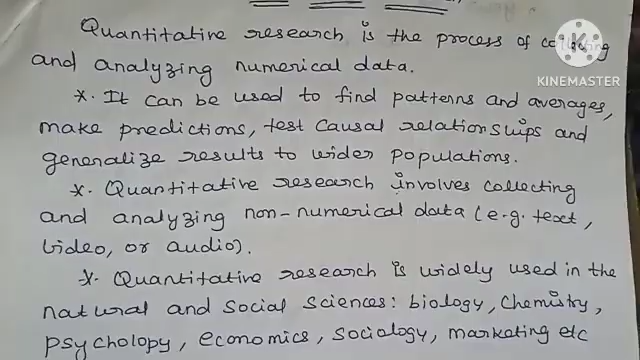 Quantitative research is the process of
and analyzing numerical data.
KINEMASTER
*. It can be used to find patterns and averages,
make predictions, test causal relationships and
generalize results to wider populations.
*. Quantitative research involves collecting
and analyzing non-numerical data (e.g. text,
video, or audio).
*. Quantitative research is widely used in the
natural and social sciences: biology, chemistry,
psycholopy, economics, sociology, markating etc